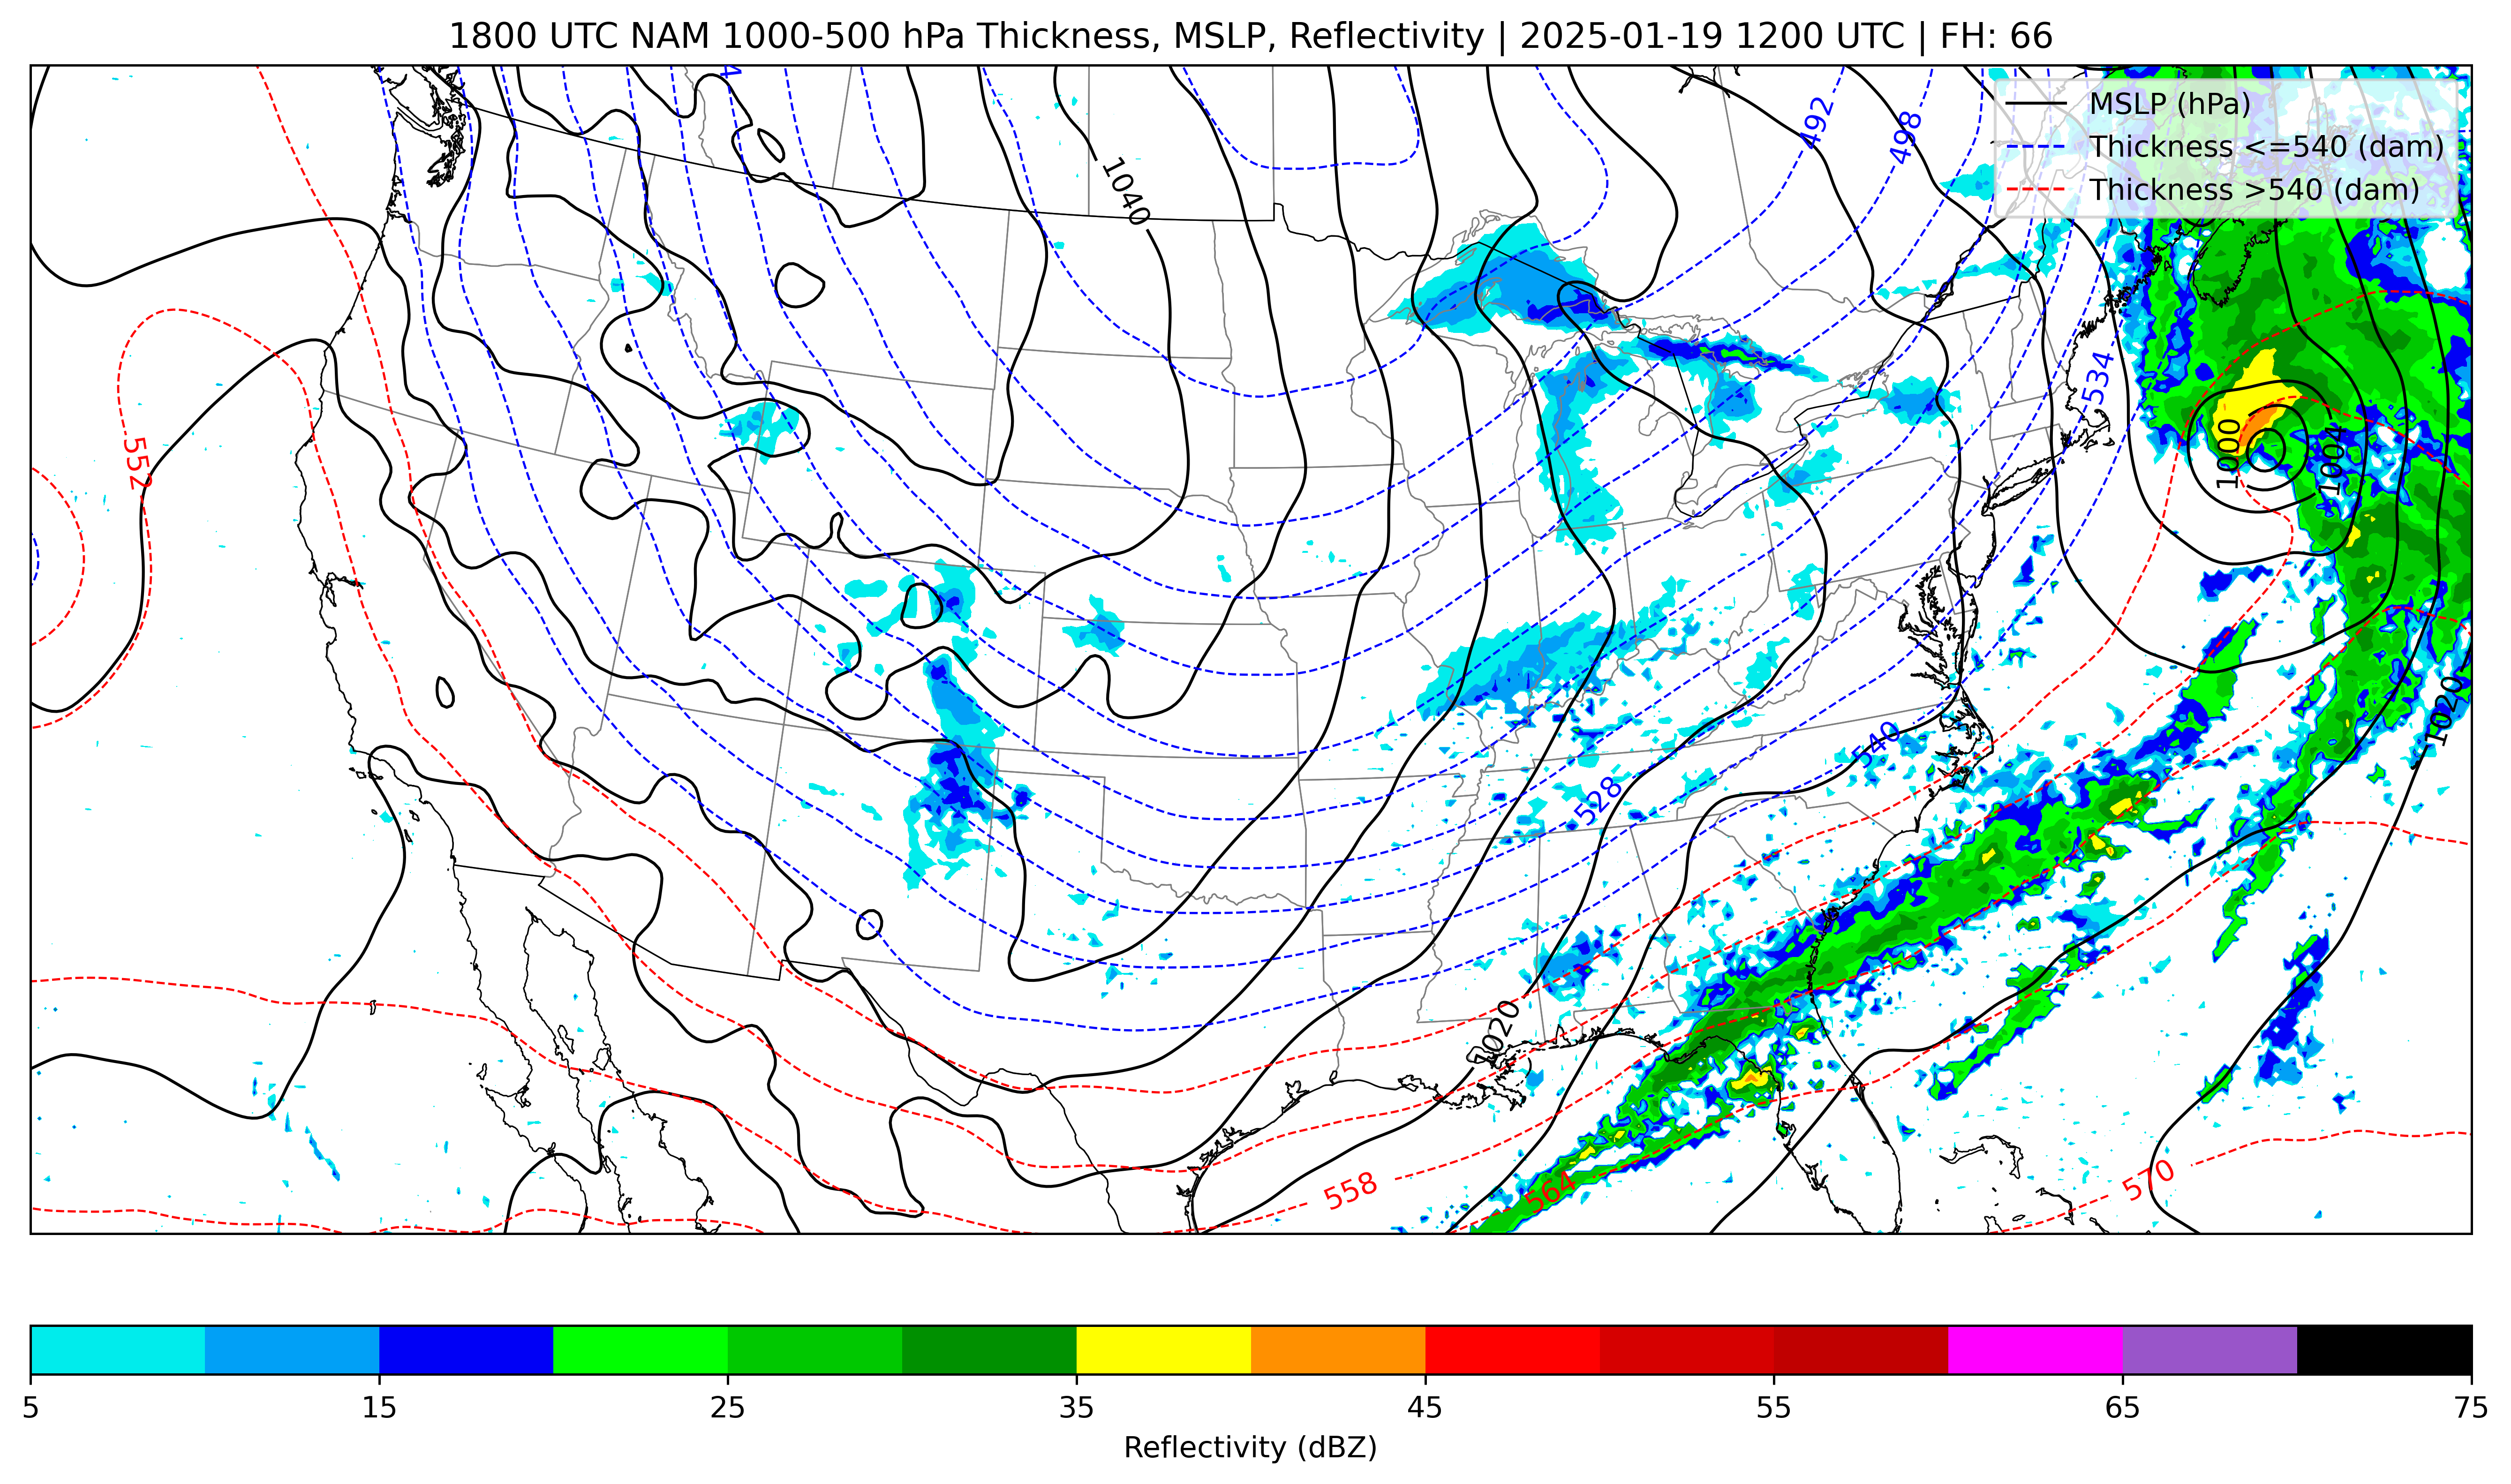 1800 UTC NAM 1000-500 hPa Thickness, MSLP, Reflectivity | 2025-01-19 1200 UTC | FH: 66
MSLP (hPa)
Thickness <=540 (dam)
Thickness >540 (dam)
492
498
1040
534
552
1000
1004
1020
540
528
1020
558
564
570
5 15 25 35 45 55 65 75
Reflectivity (dBZ)